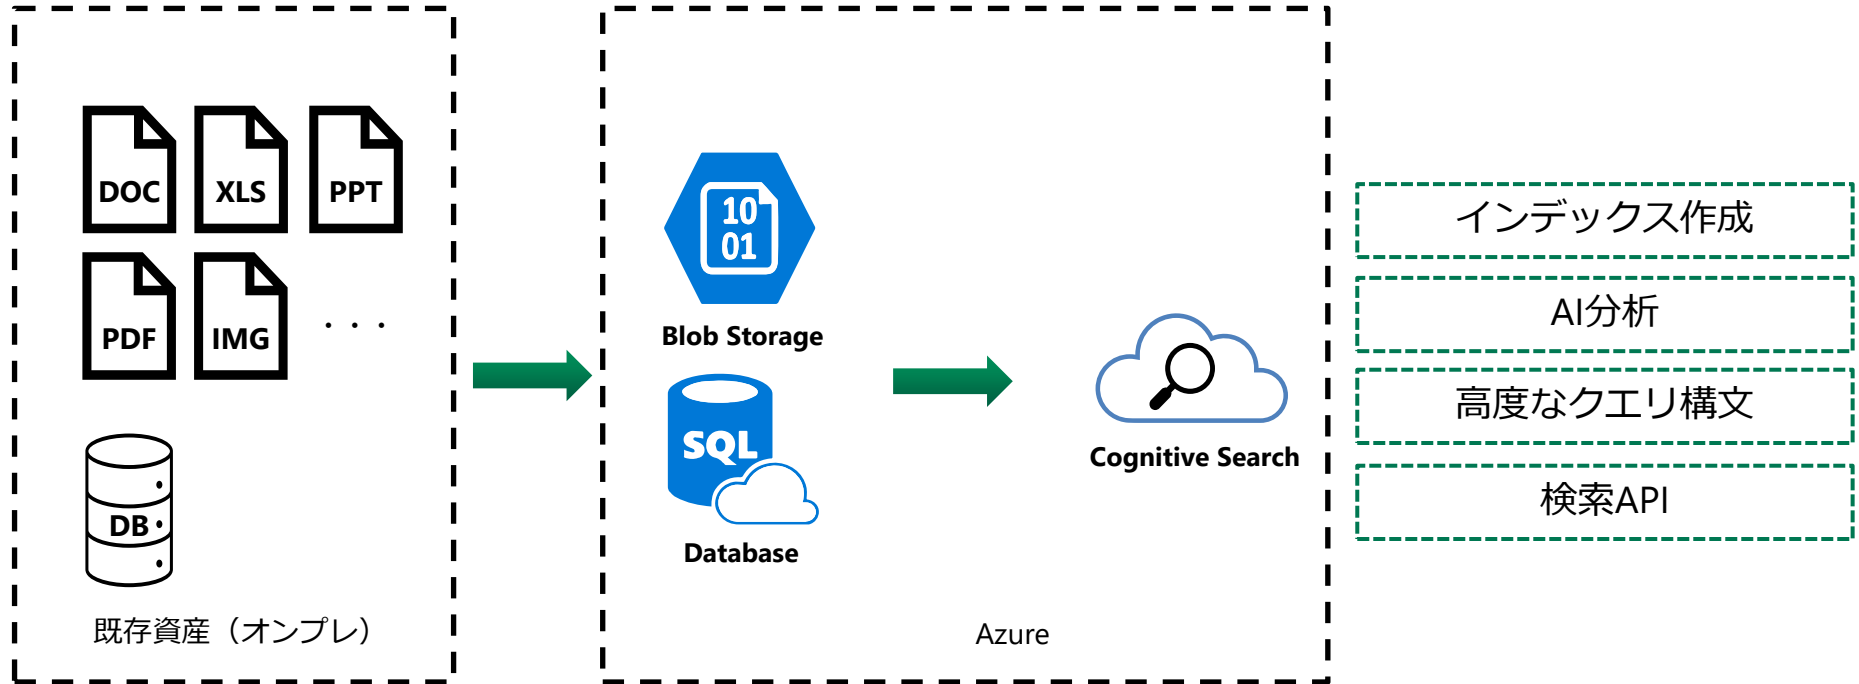 DOC
XLS
PPT
PDF
IMG
・・・
DB
既存資産（オンプレ）
10
01
Blob Storage
SQL
Database
Cognitive Search
Azure
インデックス作成
AI分析
高度なクエリ構文
検索API